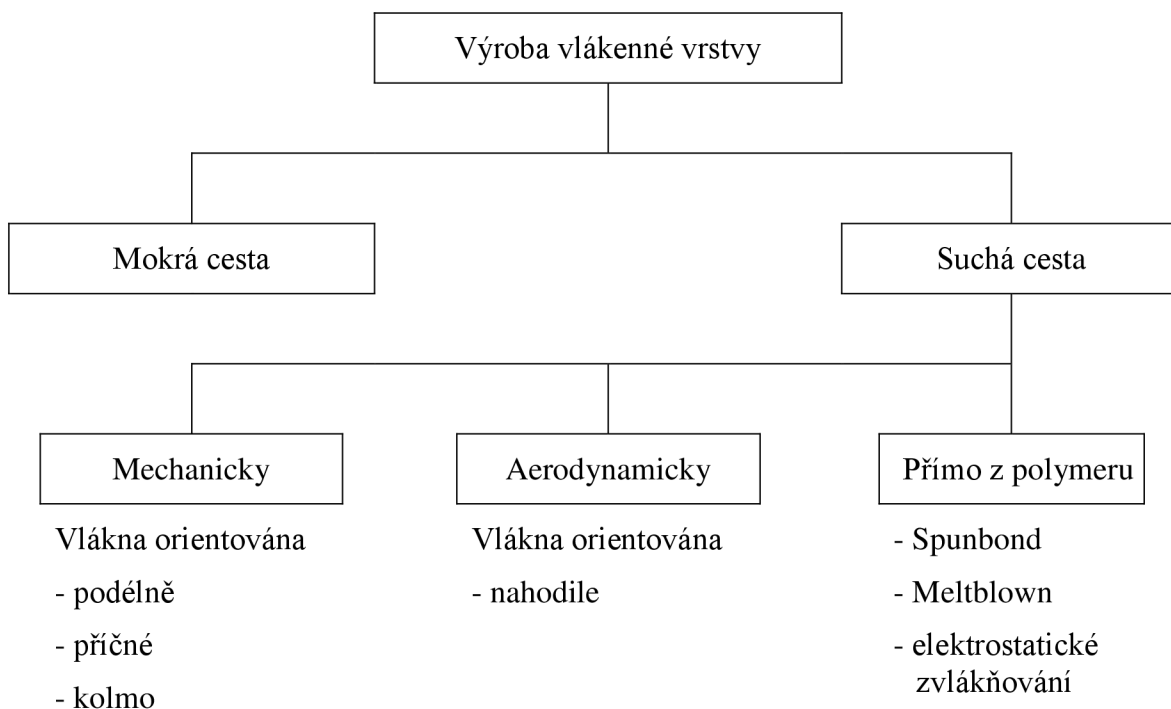 Výroba vlákenné vrstvy
Mokrá cesta
Suchá cesta
Mechanicky
Aerodynamicky
Přímo z polymeru
Vlákna orientována
- podélně
- příčné
- kolmo
Vlákna orientována
- nahodile
- Spunbond
- Meltblown
- elektrostatické
zvlákňování